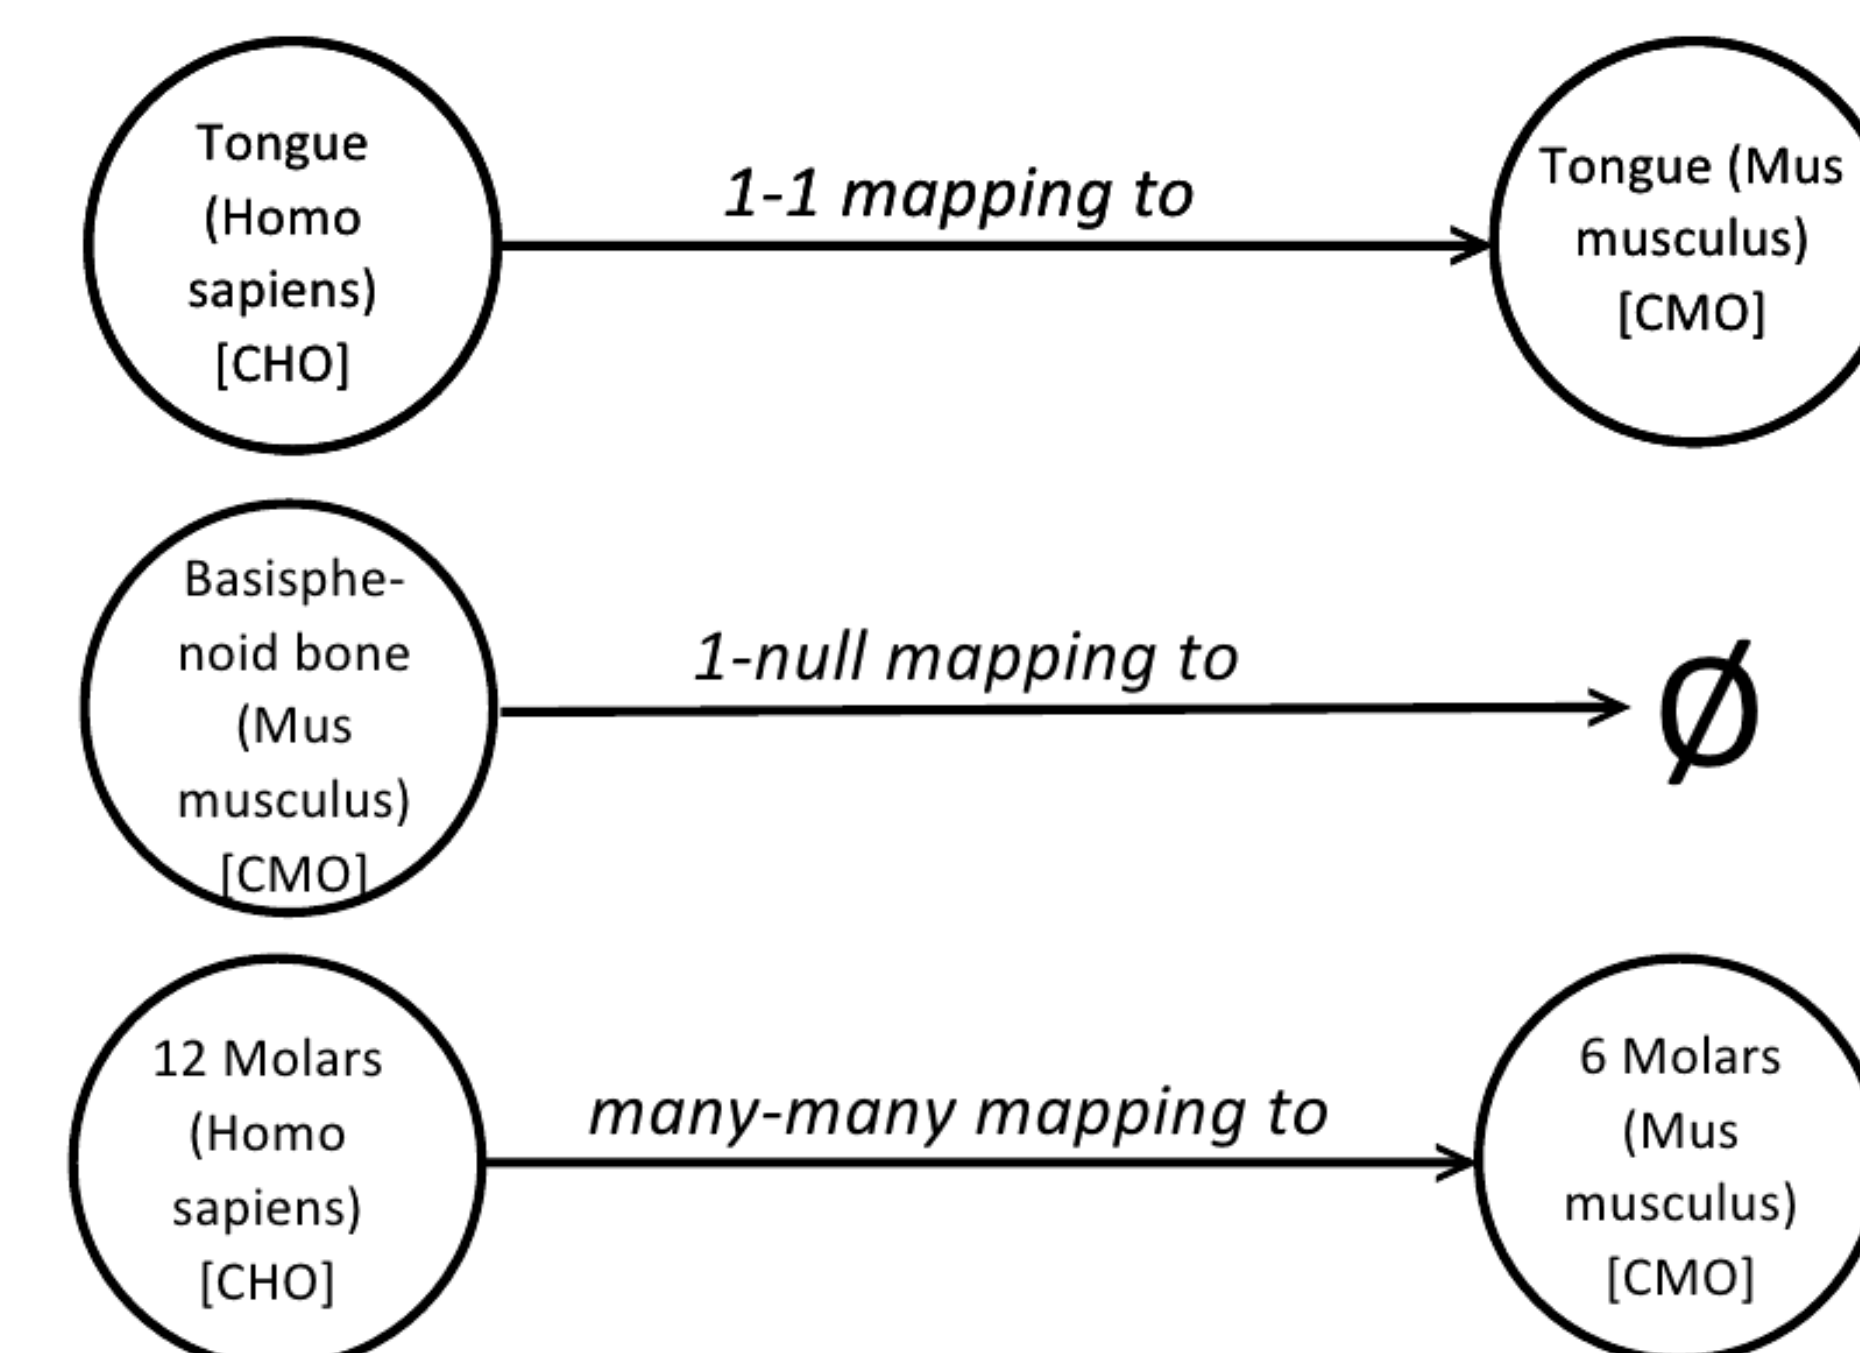 Tongue
(Homo
sapiens)
[CHO]
1-1 mapping to
Tongue (Mus
musculus)
[CMO]
Basisphe-
noid bone
(Mus
musculus)
[CMO]
1-null mapping to
Ø
12 Molars
(Homo
sapiens)
[CHO]
many-many mapping to
6 Molars
(Mus
musculus)
[CMO]